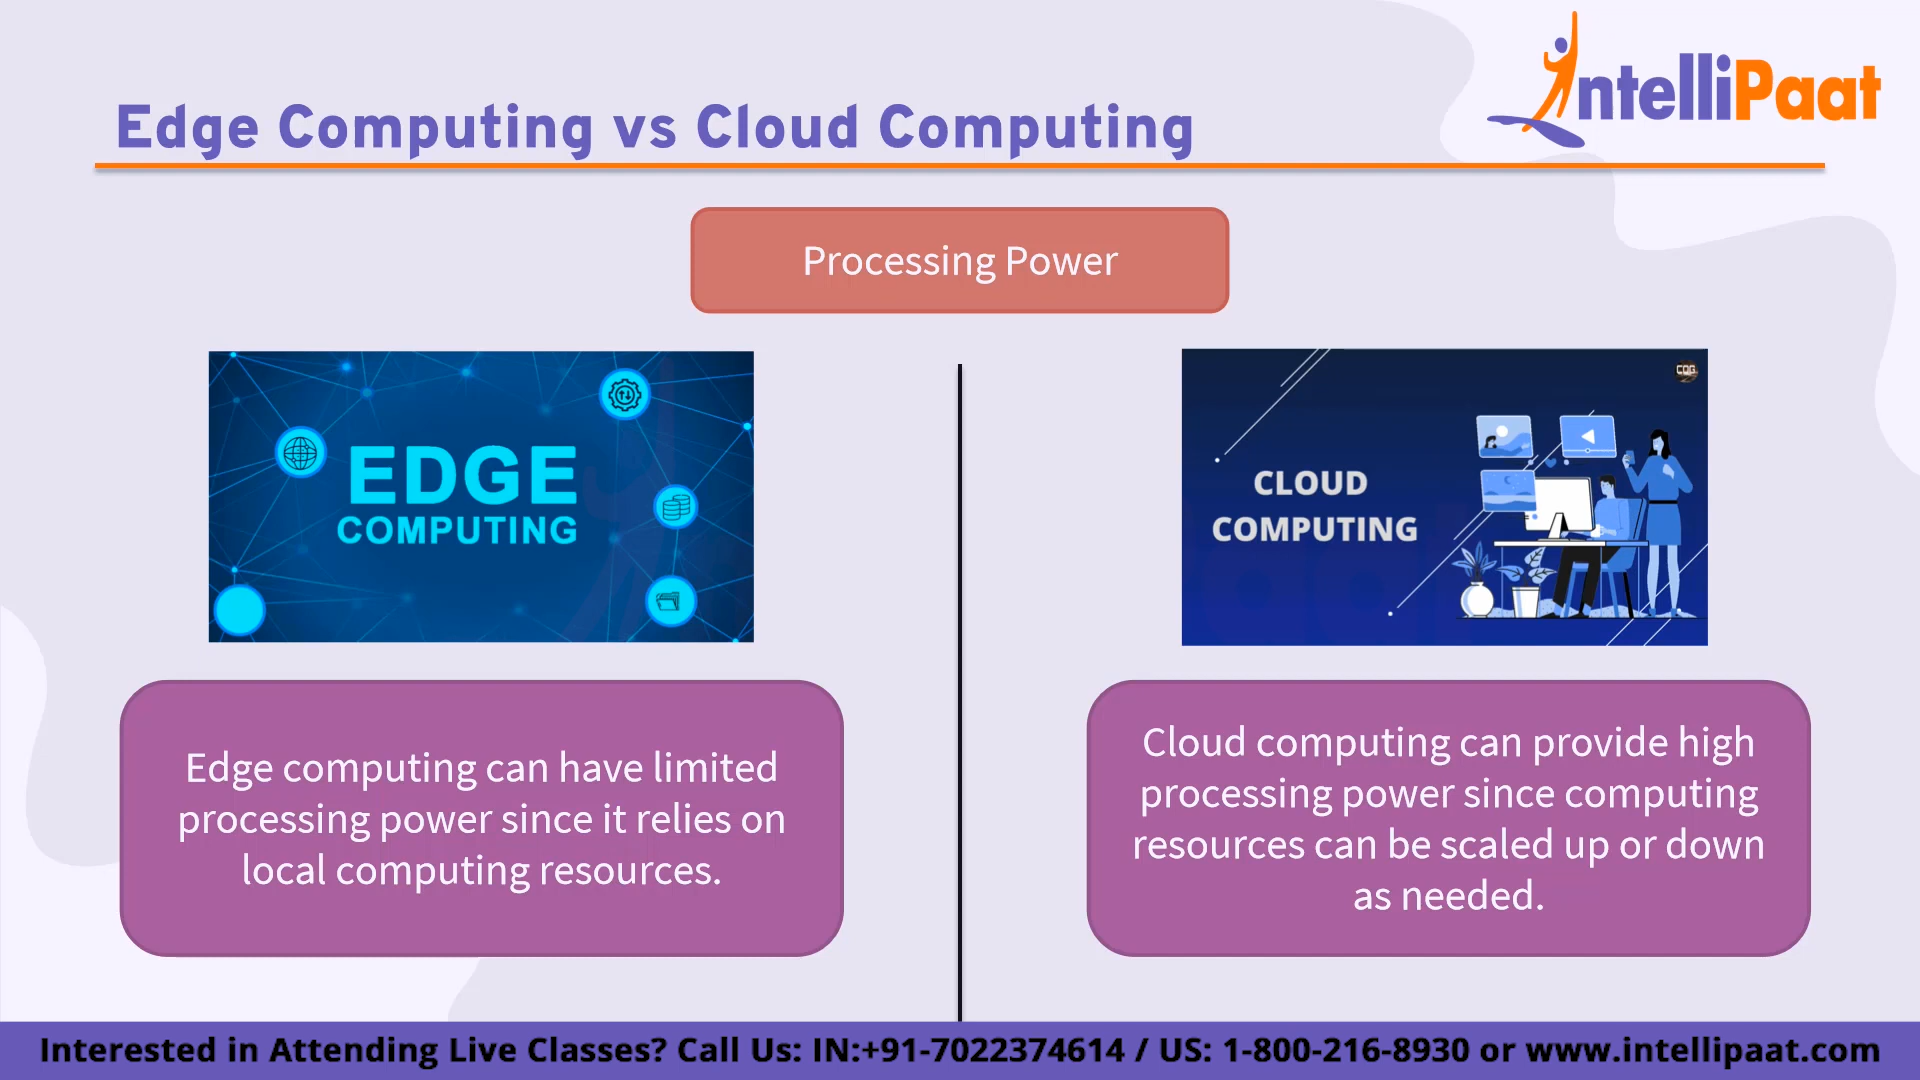 IntelliPaat
Edge Computing vs Cloud Computing
Processing Power
EDGE
COMPUTING
CQG
CLOUD
COMPUTING
Edge computing can have limited
processing power since it relies on
local computing resources.
Cloud computing can provide high
processing power since computing
resources can be scaled up or down
as needed.
Interested in Attending Live Classes? Call Us: IN:+91-7022374614 / US: 1-800-216-8930 or www.intellipaat.com